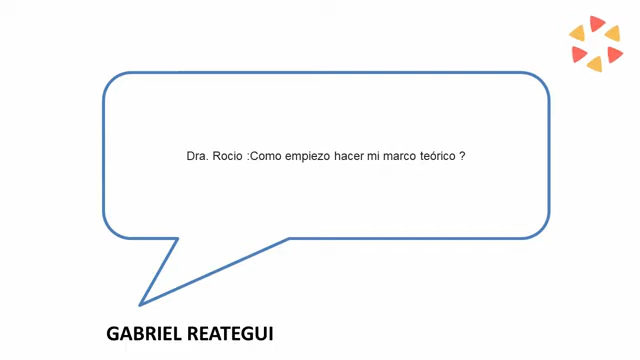 Dra. Rocio :Como empiezo hacer mi marco teórico ?
GABRIEL REATEGUI